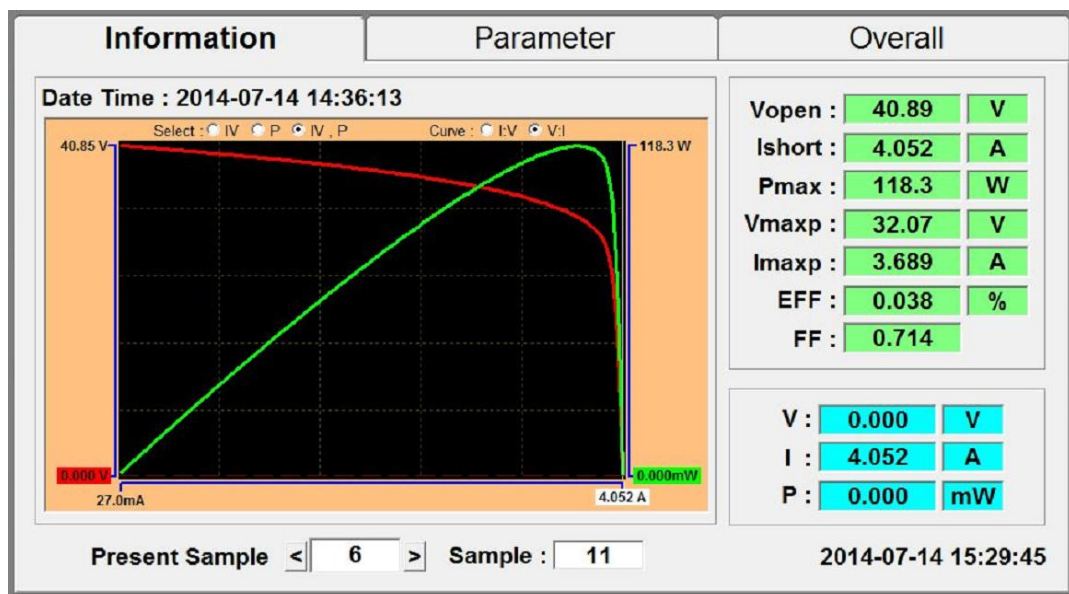 Information Parameter Overall
Date Time : 2014-07-14 14:36:13
Select : IV P IV , P Curve : I:V V:I
40.85 V 118.3 W
0.000 V 0.000mW
27.0mA 4.052 A
Vopen : 40.89 V
Ishort : 4.052 A
Pmax : 118.3 W
Vmaxp : 32.07 V
Imaxp : 3.689 A
EFF : 0.038 %
FF : 0.714
V : 0.000 V
I : 4.052 A
P : 0.000 mW
Present Sample < 6 > Sample : 11
2014-07-14 15:29:45